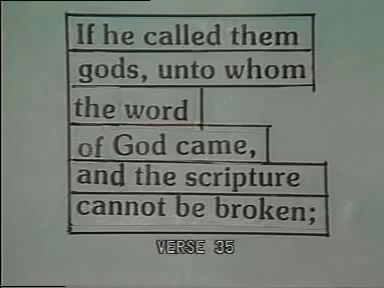 If he called them
gods, unto whom
the word
of God came,
and the scripture
cannot be broken;
VERSE 35